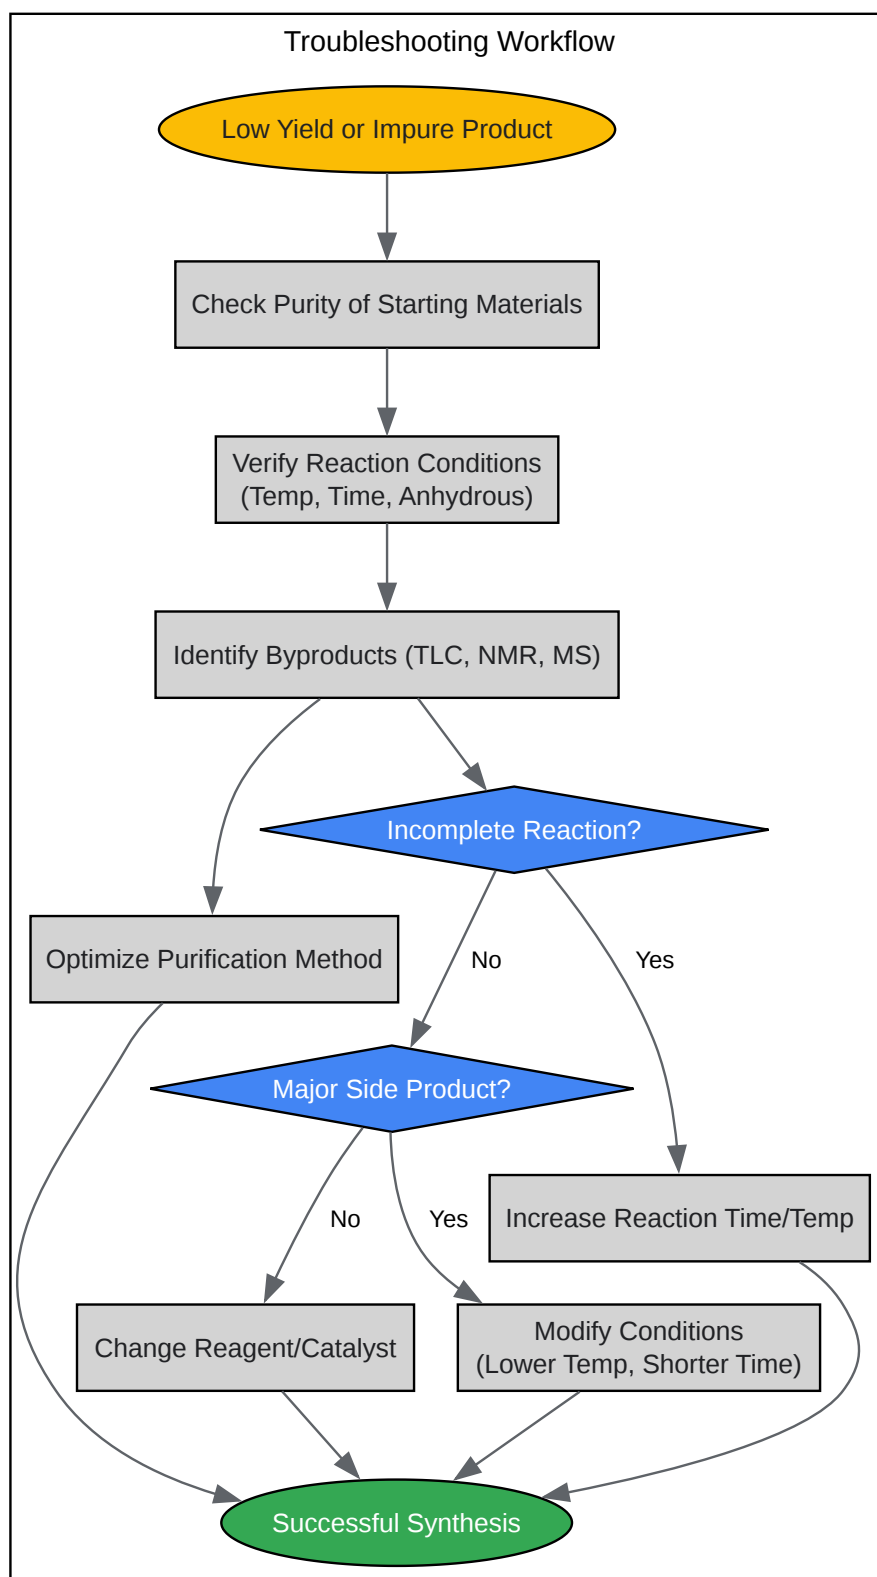 Troubleshooting Workflow
Low Yield or Impure Product
Check Purity of Starting Materials
Verify Reaction Conditions
(Temp, Time, Anhydrous)
Identify Byproducts (TLC, NMR, MS)
Incomplete Reaction?
Optimize Purification Method
No
Yes
Major Side Product?
No
Yes
Increase Reaction Time/Temp
Change Reagent/Catalyst
Modify Conditions
(Lower Temp, Shorter Time)
Successful Synthesis